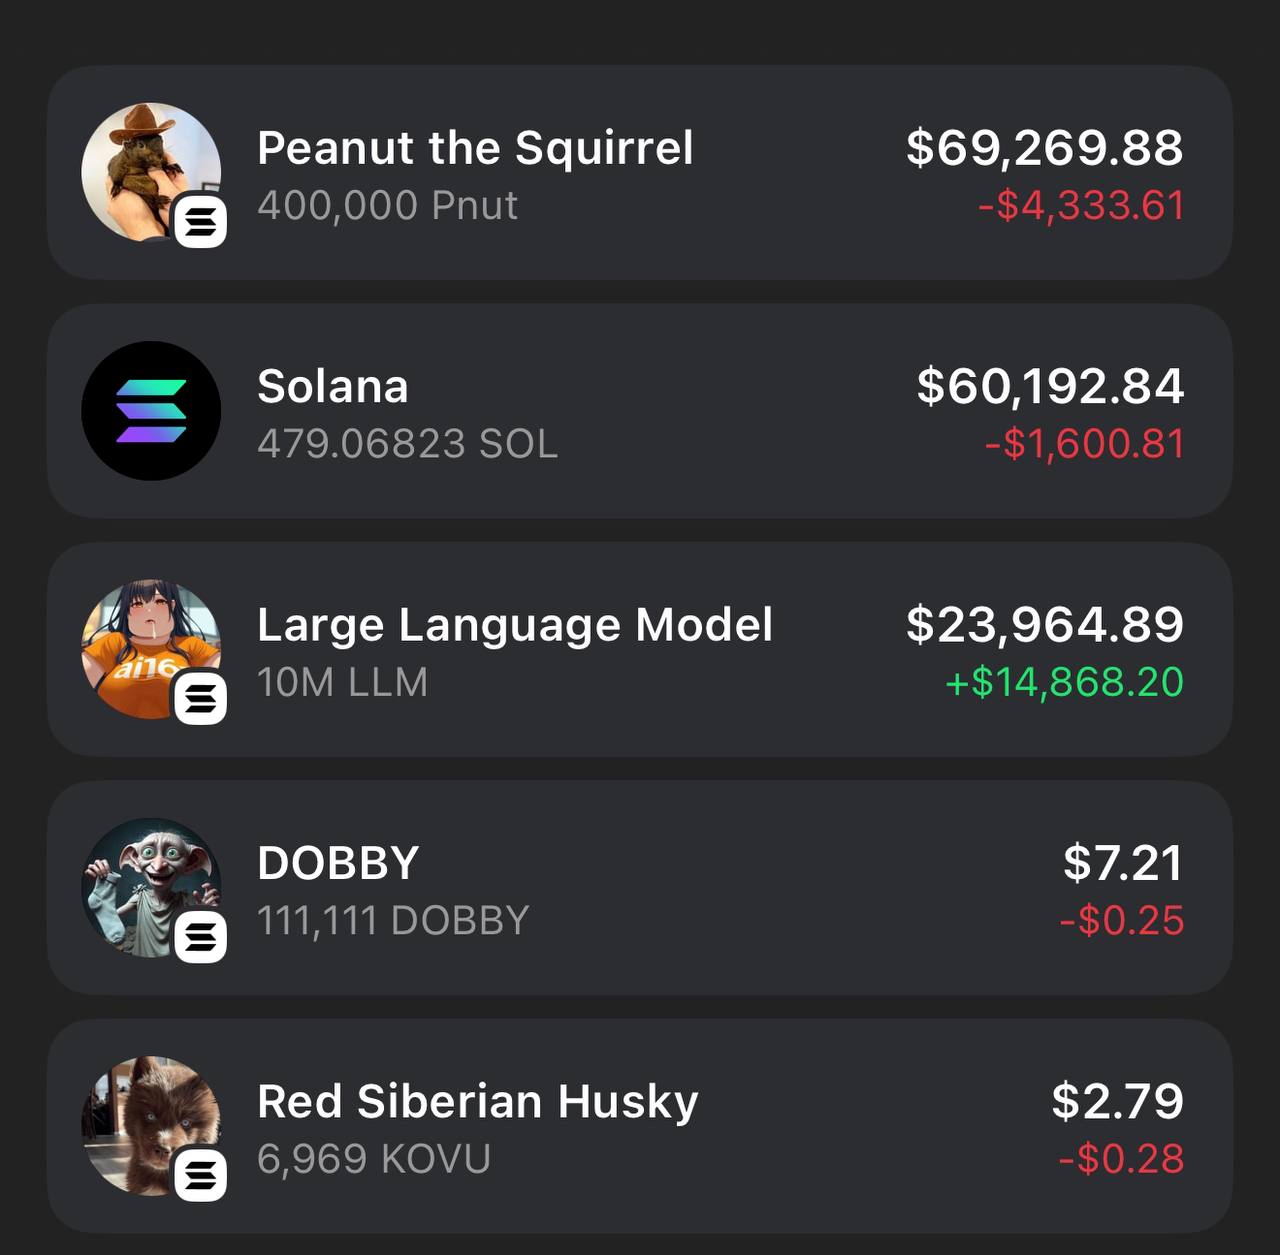 Peanut the Squirrel
$69,269.88
400,000 Pnut
-$4,333.61
Solana
$60,192.84
479.06823 SOL
-$1,600.81
ai16
Large Language Model
$23,964.89
10M LLM
+$14,868.20
DOBBY
$7.21
111,111 DOBBY
-$0.25
Red Siberian Husky
$2.79
6,969 KOVU
-$0.28